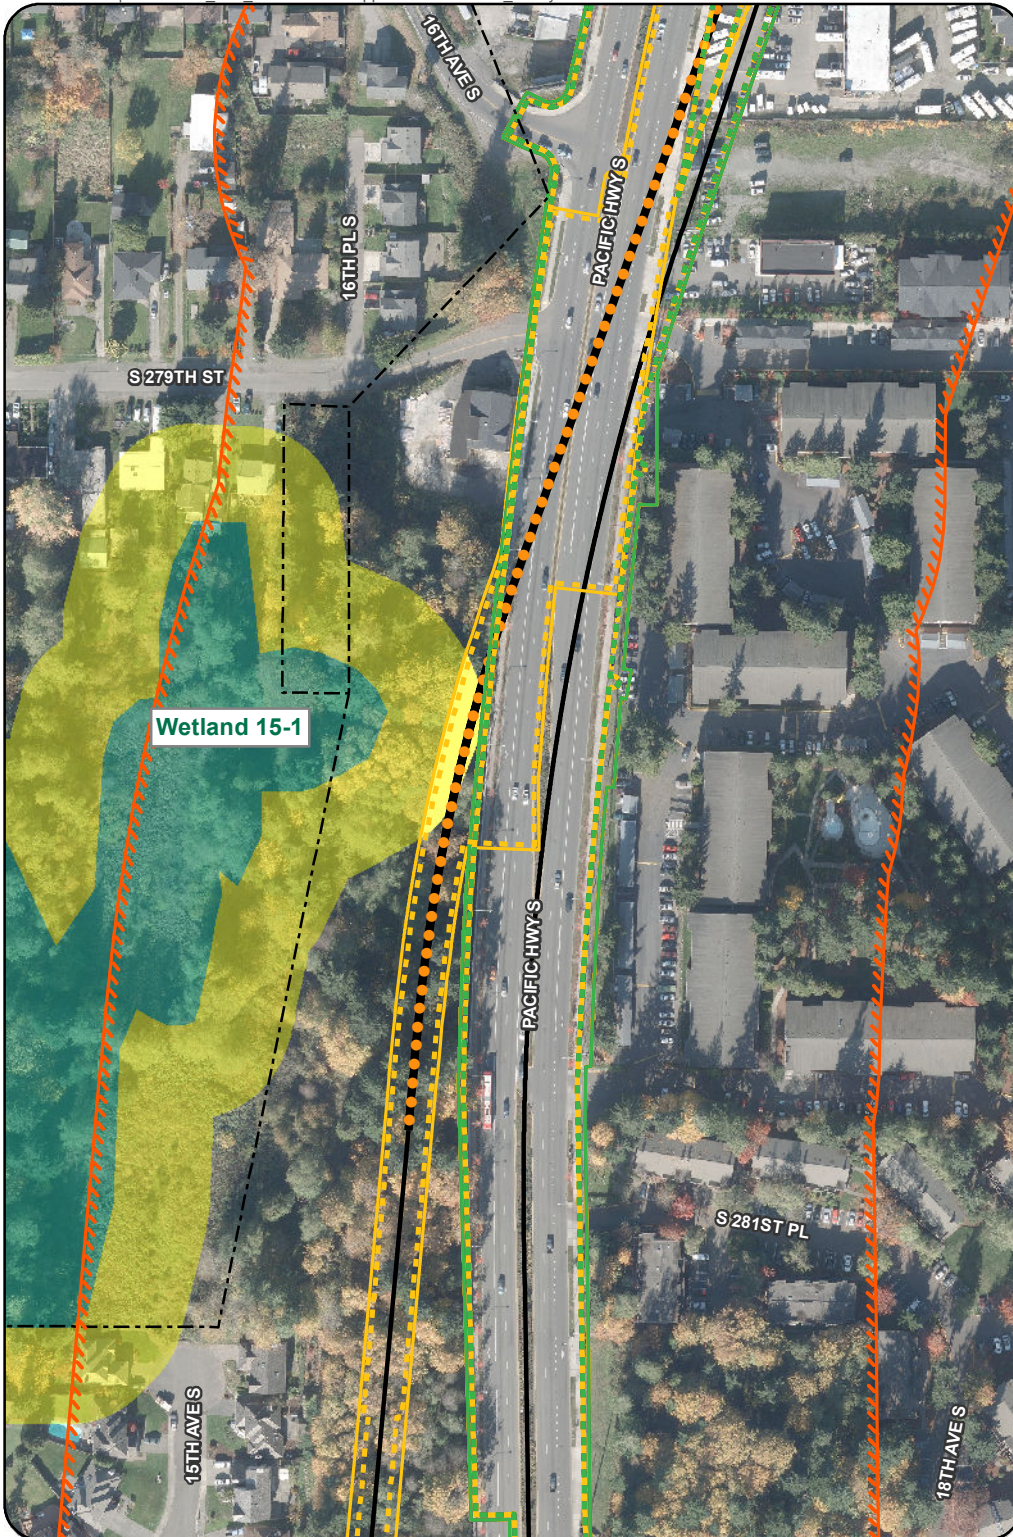 16TH AVE S
PACIFIC HWY S
16TH PL S
S 279TH ST
Wetland 15-1
PACIFIC HWY S
S 281ST PL
15TH AVE S
18TH AVE S